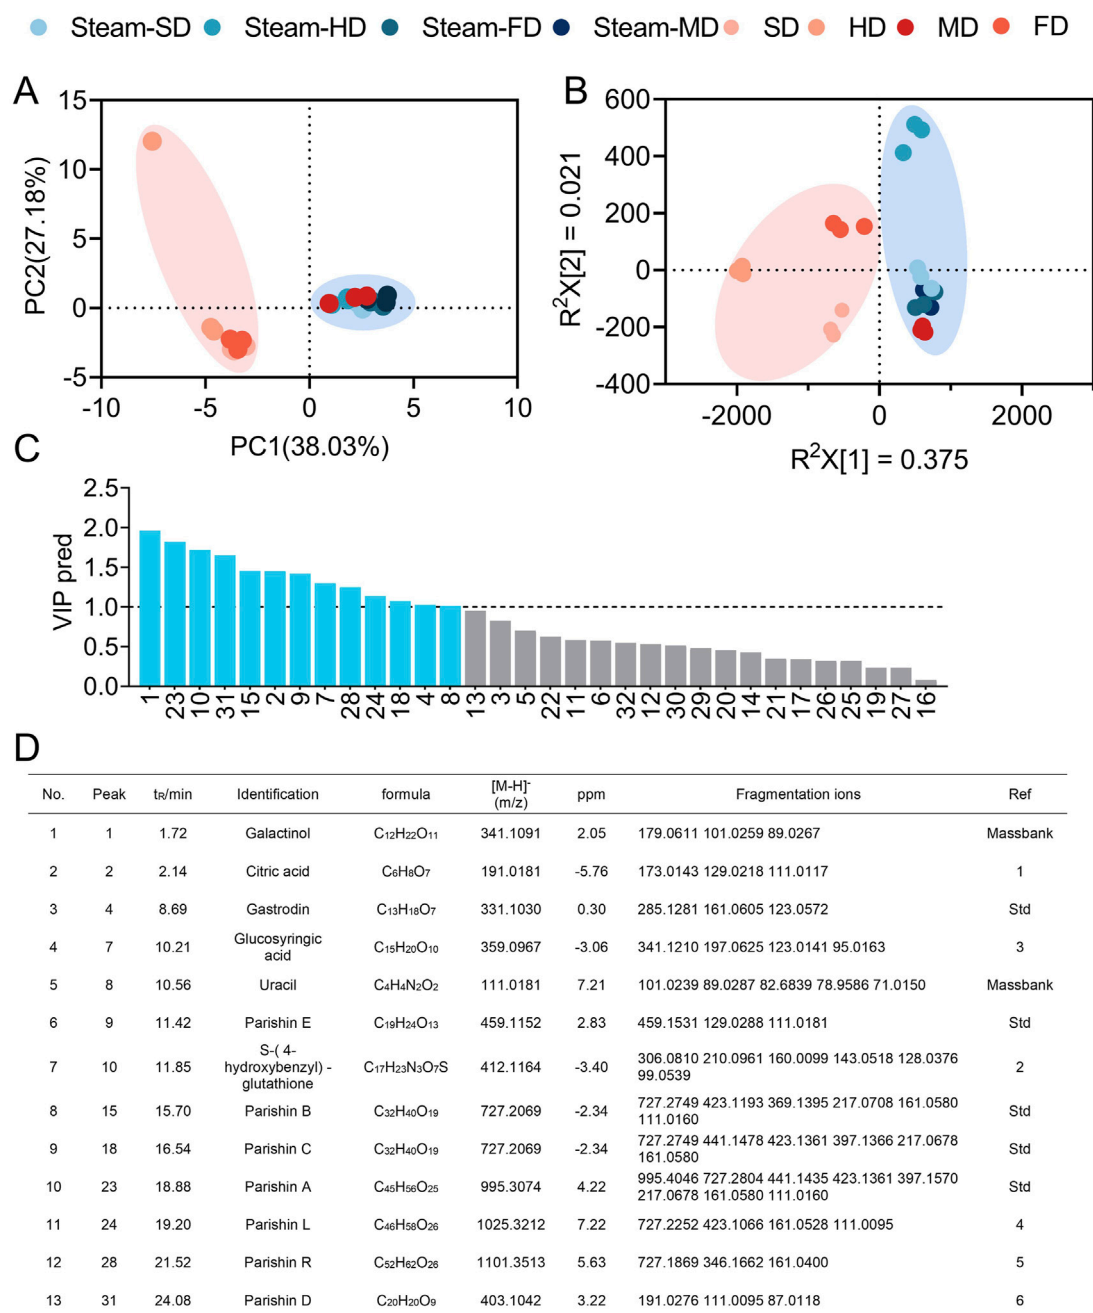 Steam-SD Steam-HD Steam-FD Steam-MD SD HD MD FD
A
15
10
5
0
-5
-10 -5 0 5 10
PC2(27.18%)
PC1(38.03%)
B
600
400
200
0
-200
-400
-2000 0 2000
R²X[2] = 0.021
R²X[1] = 0.375
C
2.5
2.0
1.5
1.0
0.5
0.0
VIP pred
1 23 10 31 15 2 9 7 28 24 18 4 8 13 3 5 22 11 6 32 12 30 29 20 14 21 17 26 25 19 27 16
D
No. Peak tR/min Identification formula [M-H]⁻ (m/z) ppm Fragmentation ions Ref
1 1 1.72 Galactinol C₁₂H₂₂O₁₁ 341.1091 2.05 179.0611 101.0259 89.0267 Massbank
2 2 2.14 Citric acid C₆H₈O₇ 191.0181 -5.76 173.0143 129.0218 111.0117 1
3 4 8.69 Gastrodin C₁₃H₁₈O₇ 331.1030 0.30 285.1281 161.0605 123.0572 Std
4 7 10.21 Glucosyringic acid C₁₅H₂₀O₁₀ 359.0967 -3.06 341.1210 197.0625 123.0141 95.0163 3
5 8 10.56 Uracil C₄H₄N₂O₂ 111.0181 7.21 101.0239 89.0287 82.6839 78.9586 71.0150 Massbank
6 9 11.42 Parishin E C₁₉H₂₄O₁₃ 459.1152 2.83 459.1531 129.0288 111.0181 Std
7 10 11.85 S-( 4-hydroxybenzyl) -glutathione C₁₇H₂₃N₃O₇S 412.1164 -3.40 306.0810 210.0961 160.0099 143.0518 128.0376 99.0539 2
8 15 15.70 Parishin B C₃₂H₄₀O₁₉ 727.2069 -2.34 727.2749 423.1193 369.1395 217.0708 161.0580 111.0160 Std
9 18 16.54 Parishin C C₃₂H₄₀O₁₉ 727.2069 -2.34 727.2749 441.1478 423.1361 397.1366 217.0678 161.0580 Std
10 23 18.88 Parishin A C₄₅H₅₆O₂₅ 995.3074 4.22 995.4046 727.2804 441.1435 423.1361 397.1570 217.0678 161.0580 111.0160 Std
11 24 19.20 Parishin L C₄₆H₅₈O₂₆ 1025.3212 7.22 727.2252 423.1066 161.0528 111.0095 4
12 28 21.52 Parishin R C₅₂H₆₂O₂₆ 1101.3513 5.63 727.1869 346.1662 161.0400 5
13 31 24.08 Parishin D C₂₀H₂₀O₉ 403.1042 3.22 191.0276 111.0095 87.0118 6